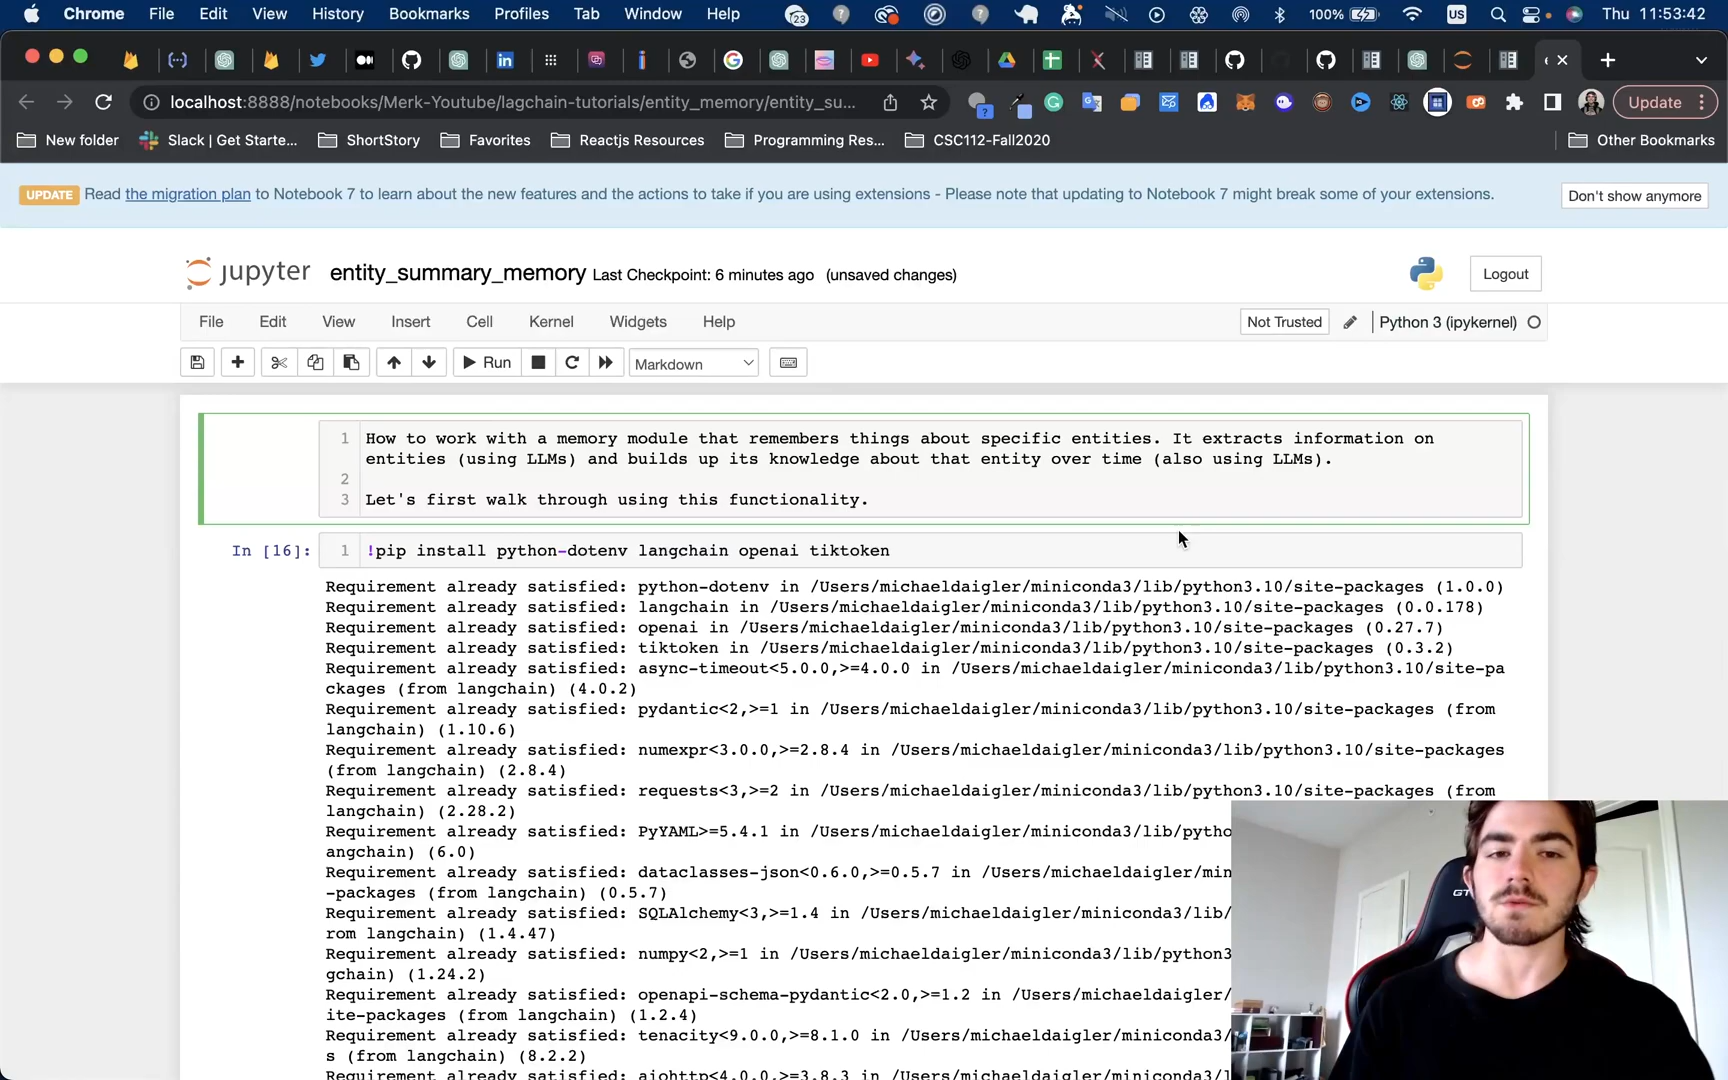 Chrome File Edit View History Bookmarks Profiles Tab Window Help 23 100% US Thu 11:53:42
localhost:8888/notebooks/Merk-Youtube/lagchain-tutorials/entity_memory/entity_su... Update
New folder Slack | Get Starte... ShortStory Favorites Reactjs Resources Programming Res... CSC112-Fall2020 Other Bookmarks
UPDATE Read the migration plan to Notebook 7 to learn about the new features and the actions to take if you are using extensions - Please note that updating to Notebook 7 might break some of your extensions. Don't show anymore
jupyter entity_summary_memory Last Checkpoint: 6 minutes ago (unsaved changes) Logout
File Edit View Insert Cell Kernel Widgets Help Not Trusted Python 3 (ipykernel)
Run Markdown
1 How to work with a memory module that remembers things about specific entities. It extracts information on
entities (using LLMs) and builds up its knowledge about that entity over time (also using LLMs).
2
3 Let's first walk through using this functionality.
In [16]: 1 !pip install python-dotenv langchain openai tiktoken
Requirement already satisfied: python-dotenv in /Users/michaeldaigler/miniconda3/lib/python3.10/site-packages (1.0.0)
Requirement already satisfied: langchain in /Users/michaeldaigler/miniconda3/lib/python3.10/site-packages (0.0.178)
Requirement already satisfied: openai in /Users/michaeldaigler/miniconda3/lib/python3.10/site-packages (0.27.7)
Requirement already satisfied: tiktoken in /Users/michaeldaigler/miniconda3/lib/python3.10/site-packages (0.3.2)
Requirement already satisfied: async-timeout<5.0.0,>=4.0.0 in /Users/michaeldaigler/miniconda3/lib/python3.10/site-pa
ckages (from langchain) (4.0.2)
Requirement already satisfied: pydantic<2,>=1 in /Users/michaeldaigler/miniconda3/lib/python3.10/site-packages (from
langchain) (1.10.6)
Requirement already satisfied: numexpr<3.0.0,>=2.8.4 in /Users/michaeldaigler/miniconda3/lib/python3.10/site-packages
(from langchain) (2.8.4)
Requirement already satisfied: requests<3,>=2 in /Users/michaeldaigler/miniconda3/lib/python3.10/site-packages (from
langchain) (2.28.2)
Requirement already satisfied: PyYAML>=5.4.1 in /Users/michaeldaigler/miniconda3/lib/pytho
angchain) (6.0)
Requirement already satisfied: dataclasses-json<0.6.0,>=0.5.7 in /Users/michaeldaigler/min
-packages (from langchain) (0.5.7)
Requirement already satisfied: SQLAlchemy<3,>=1.4 in /Users/michaeldaigler/miniconda3/lib/
rom langchain) (1.4.47)
Requirement already satisfied: numpy<2,>=1 in /Users/michaeldaigler/miniconda3/lib/python3
gchain) (1.24.2)
Requirement already satisfied: openapi-schema-pydantic<2.0,>=1.2 in /Users/michaeldaigler/
ite-packages (from langchain) (1.2.4)
Requirement already satisfied: tenacity<9.0.0,>=8.1.0 in /Users/michaeldaigler/miniconda3/
s (from langchain) (8.2.2)
Requirement already satisfied: aiohttp<4.0.0,>=3.8.3 in /Users/michaeldaigler/miniconda3/l